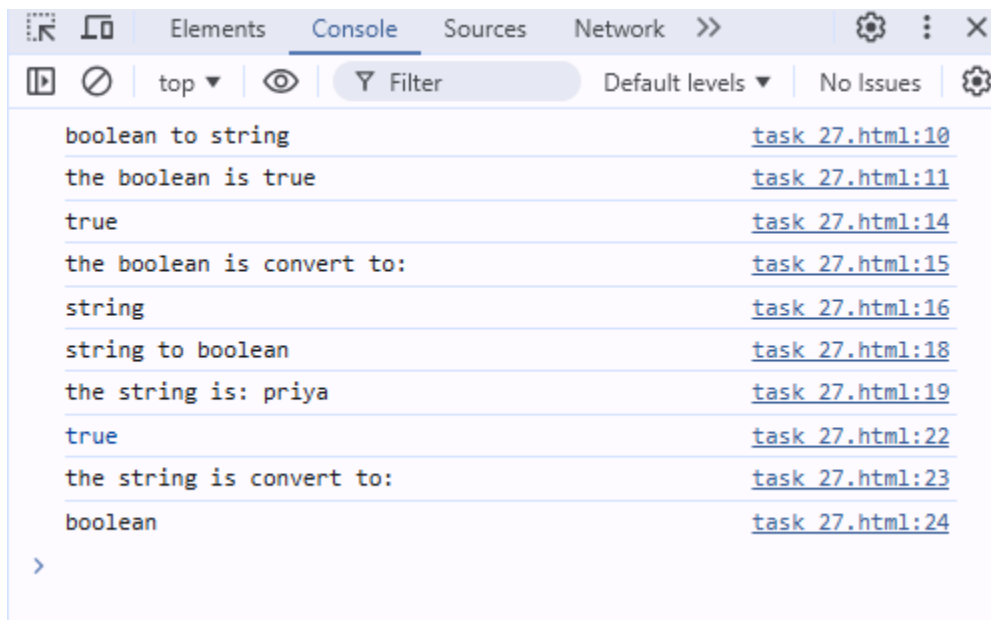 Elements Console Sources Network
top Filter Default levels No Issues
boolean to string task 27.html:10
the boolean is true task 27.html:11
true task 27.html:14
the boolean is convert to: task 27.html:15
string task 27.html:16
string to boolean task 27.html:18
the string is: priya task 27.html:19
true task 27.html:22
the string is convert to: task 27.html:23
boolean task 27.html:24